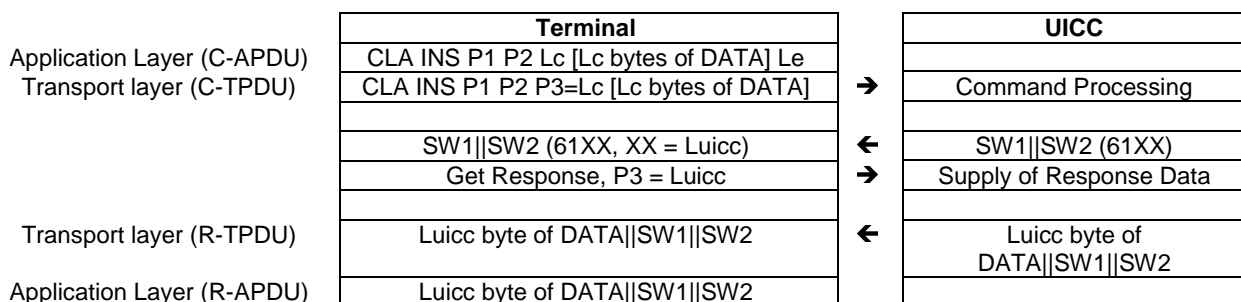 Terminal UICC
Application Layer (C-APDU) CLA INS P1 P2 Lc [Lc bytes of DATA] Le
Transport layer (C-TPDU) CLA INS P1 P2 P3=Lc [Lc bytes of DATA] → Command Processing
SW1||SW2 (61XX, XX = Luicc) ← SW1||SW2 (61XX)
Get Response, P3 = Luicc → Supply of Response Data
Transport layer (R-TPDU) Luicc byte of DATA||SW1||SW2 ← Luicc byte of
DATA||SW1||SW2
Application Layer (R-APDU) Luicc byte of DATA||SW1||SW2